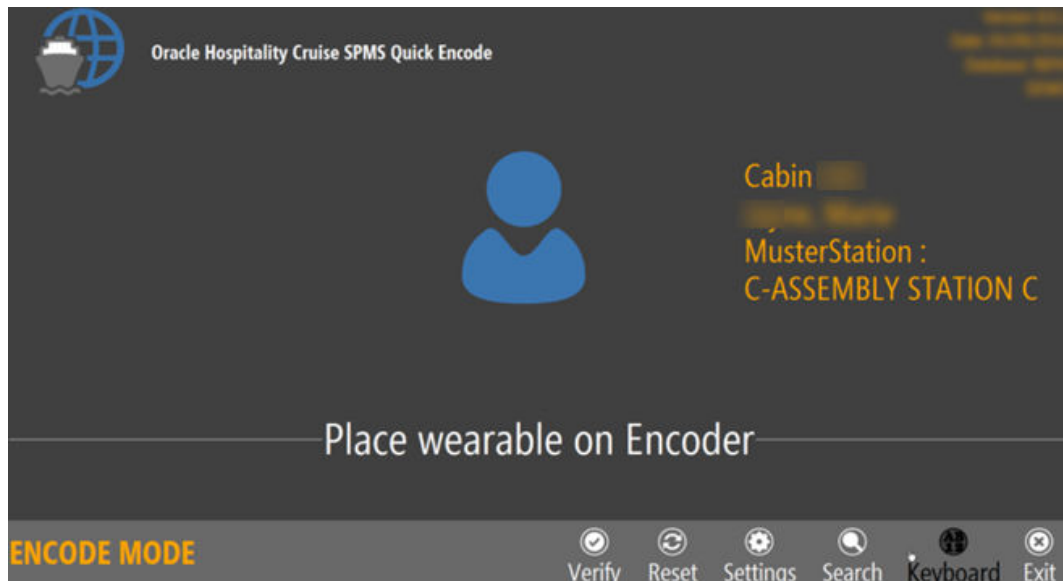 Oracle Hospitality Cruise SPMS Quick Encode
Cabin
MusterStation :
C-ASSEMBLY STATION C
Place wearable on Encoder
ENCODE MODE
Verify Reset Settings Search Keyboard Exit